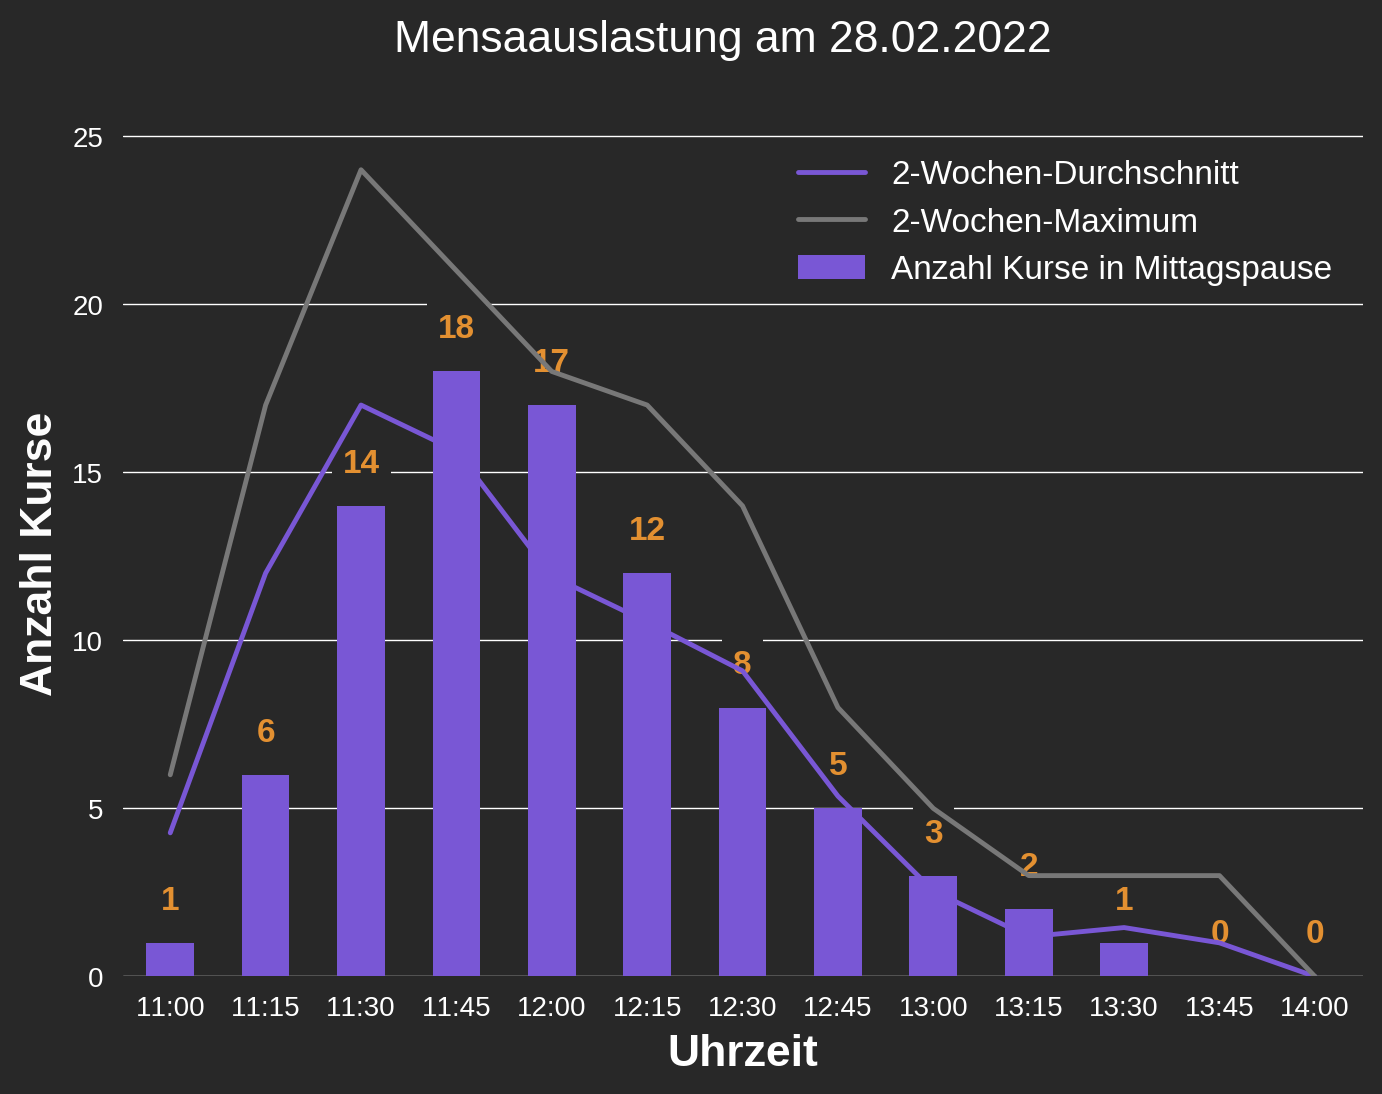 Mensaauslastung am 28.02.2022
25
20
15
10
5
0
Anzahl Kurse
2-Wochen-Durchschnitt
2-Wochen-Maximum
Anzahl Kurse in Mittagspause
1
6
14
18
17
12
8
5
3
2
1
0
0
11:00 11:15 11:30 11:45 12:00 12:15 12:30 12:45 13:00 13:15 13:30 13:45 14:00
Uhrzeit